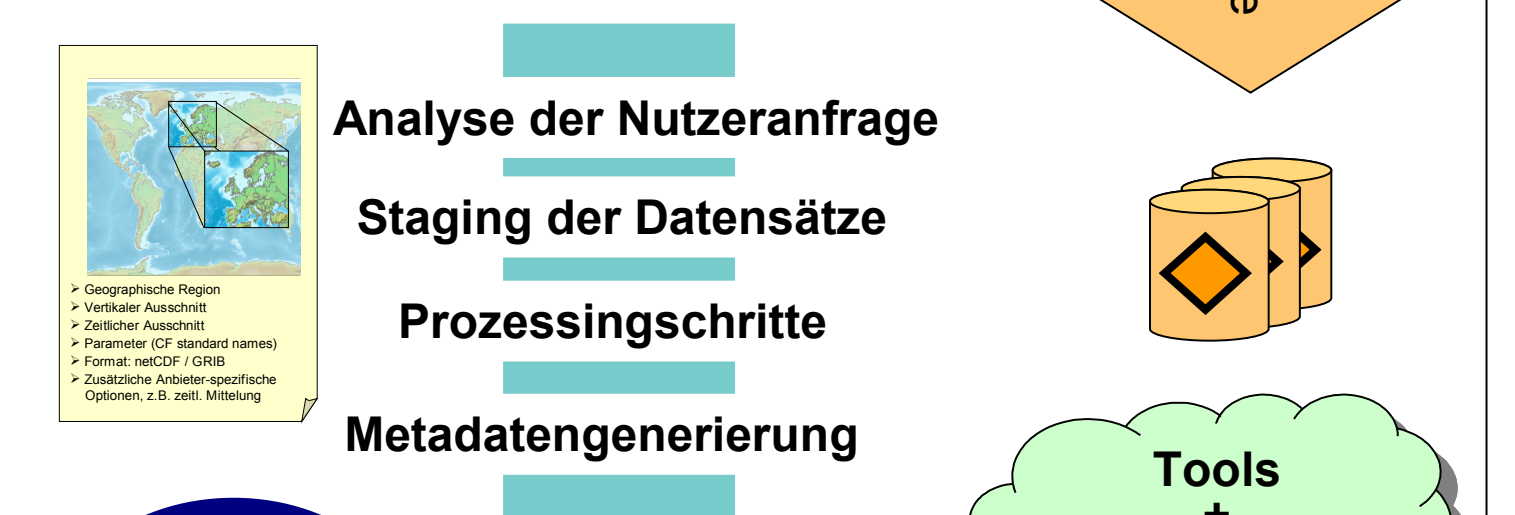 Analyse der Nutzeranfrage
Staging der Datensätze
Prozessingschritte
Metadatengenerierung
➢ Geographische Region
➢ Vertikaler Ausschnitt
➢ Zeitlicher Ausschnitt
➢ Parameter (CF standard names)
➢ Format: netCDF / GRIB
➢ Zusätzliche Anbieter-spezifische
Optionen, z.B. zeitl. Mittelung
e
Tools
+